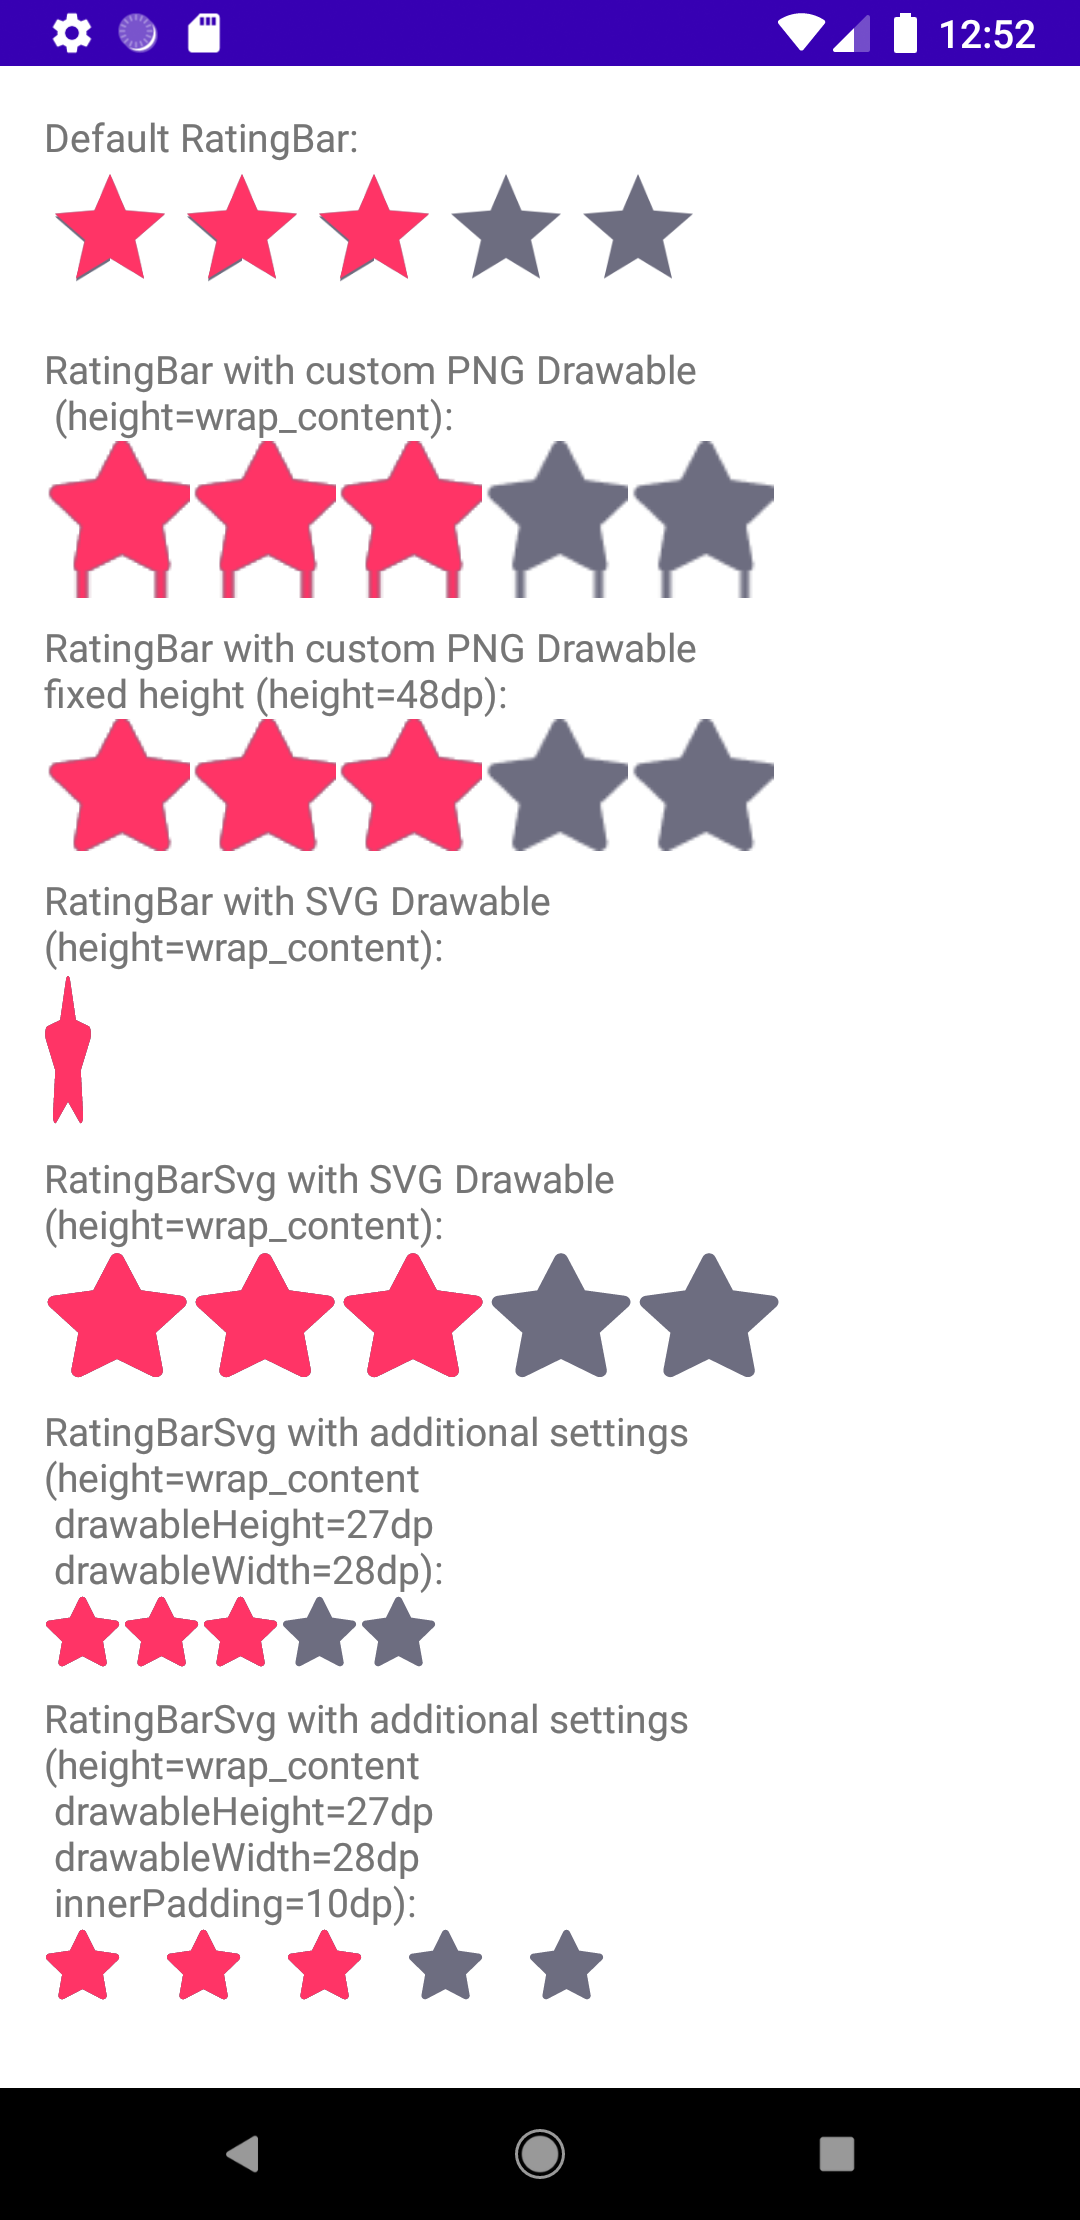 12:52
Default RatingBar:
RatingBar with custom PNG Drawable
(height=wrap_content):
RatingBar with custom PNG Drawable
fixed height (height=48dp):
RatingBar with SVG Drawable
(height=wrap_content):
RatingBarSvg with SVG Drawable
(height=wrap_content):
RatingBarSvg with additional settings
(height=wrap_content
drawableHeight=27dp
drawableWidth=28dp):
RatingBarSvg with additional settings
(height=wrap_content
drawableHeight=27dp
drawableWidth=28dp
innerPadding=10dp):